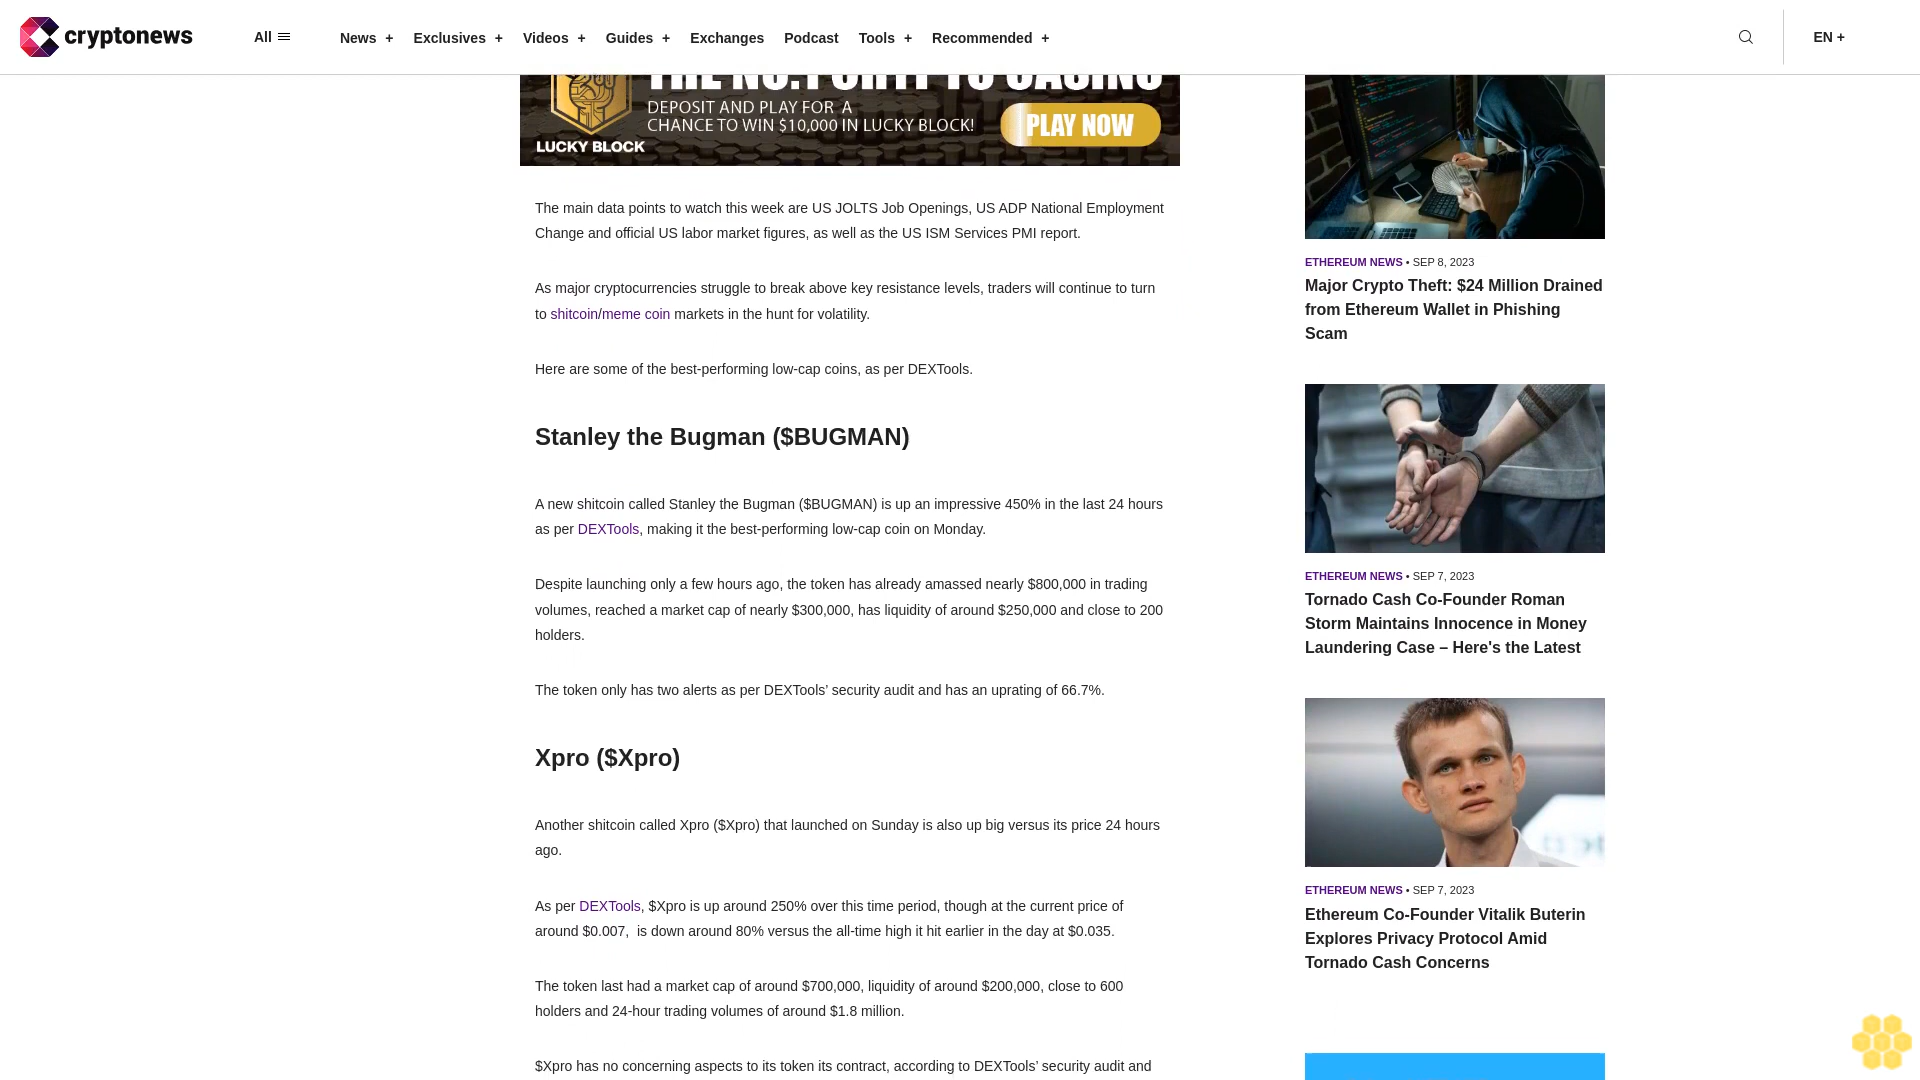 cryptonews
All
News +
Exclusives +
Videos +
Guides +
Exchanges
Podcast
Tools +
Recommended +
EN +
THE NO.1 CRYPTO CASINO
DEPOSIT AND PLAY FOR A
CHANCE TO WIN $10,000 IN LUCKY BLOCK!
PLAY NOW
LUCKY BLOCK
The main data points to watch this week are US JOLTS Job Openings, US ADP National Employment
Change and official US labor market figures, as well as the US ISM Services PMI report.
As major cryptocurrencies struggle to break above key resistance levels, traders will continue to turn
to shitcoin/meme coin markets in the hunt for volatility.
Here are some of the best-performing low-cap coins, as per DEXTools.
Stanley the Bugman ($BUGMAN)
A new shitcoin called Stanley the Bugman ($BUGMAN) is up an impressive 450% in the last 24 hours
as per DEXTools, making it the best-performing low-cap coin on Monday.
Despite launching only a few hours ago, the token has already amassed nearly $800,000 in trading
volumes, reached a market cap of nearly $300,000, has liquidity of around $250,000 and close to 200
holders.
The token only has two alerts as per DEXTools’ security audit and has an uprating of 66.7%.
Xpro ($Xpro)
Another shitcoin called Xpro ($Xpro) that launched on Sunday is also up big versus its price 24 hours
ago.
As per DEXTools, $Xpro is up around 250% over this time period, though at the current price of
around $0.007,  is down around 80% versus the all-time high it hit earlier in the day at $0.035.
The token last had a market cap of around $700,000, liquidity of around $200,000, close to 600
holders and 24-hour trading volumes of around $1.8 million.
$Xpro has no concerning aspects to its token its contract, according to DEXTools’ security audit and
ETHEREUM NEWS • SEP 8, 2023
Major Crypto Theft: $24 Million Drained
from Ethereum Wallet in Phishing
Scam
ETHEREUM NEWS • SEP 7, 2023
Tornado Cash Co-Founder Roman
Storm Maintains Innocence in Money
Laundering Case – Here's the Latest
ETHEREUM NEWS • SEP 7, 2023
Ethereum Co-Founder Vitalik Buterin
Explores Privacy Protocol Amid
Tornado Cash Concerns